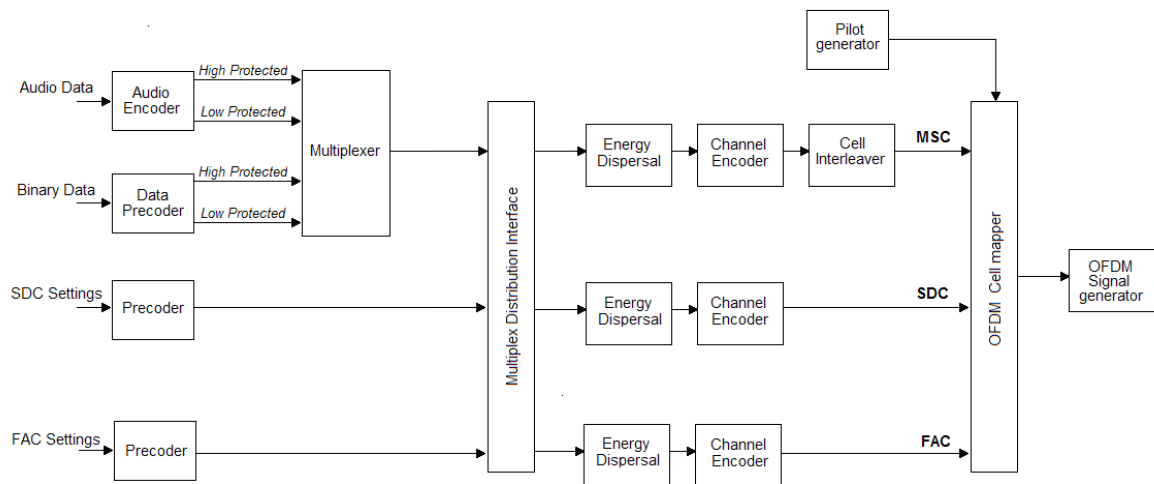 Pilot
generator
Audio Data
Audio
Encoder
High Protected
Low Protected
Multiplexer
Binary Data
Data
Precoder
High Protected
Low Protected
Multiplex Distribution Interface
Energy
Dispersal
Channel
Encoder
Cell
Interleaver
MSC
OFDM Cell mapper
OFDM
Signal
generator
SDC Settings
Precoder
Energy
Dispersal
Channel
Encoder
SDC
FAC Settings
Precoder
Energy
Dispersal
Channel
Encoder
FAC